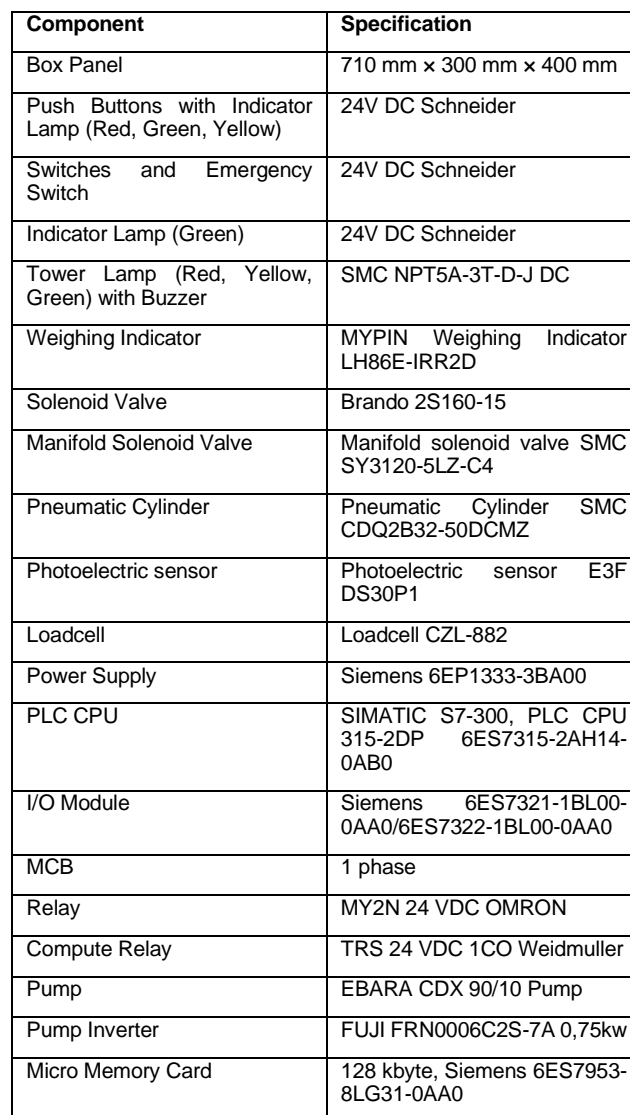 Component Specification
Box Panel 710 mm × 300 mm × 400 mm
Push Buttons with Indicator 24V DC Schneider
Lamp (Red, Green, Yellow)
Switches and Emergency 24V DC Schneider
Switch
Indicator Lamp (Green) 24V DC Schneider
Tower Lamp (Red, Yellow, SMC NPT5A-3T-D-J DC
Green) with Buzzer
Weighing Indicator MYPIN Weighing Indicator
LH86E-IRR2D
Solenoid Valve Brando 2S160-15
Manifold Solenoid Valve Manifold solenoid valve SMC
SY3120-5LZ-C4
Pneumatic Cylinder Pneumatic Cylinder SMC
CDQ2B32-50DCMZ
Photoelectric sensor Photoelectric sensor E3F
DS30P1
Loadcell Loadcell CZL-882
Power Supply Siemens 6EP1333-3BA00
PLC CPU SIMATIC S7-300, PLC CPU
315-2DP 6ES7315-2AH14-
0AB0
I/O Module Siemens 6ES7321-1BL00-
0AA0/6ES7322-1BL00-0AA0
MCB 1 phase
Relay MY2N 24 VDC OMRON
Compute Relay TRS 24 VDC 1CO Weidmuller
Pump EBARA CDX 90/10 Pump
Pump Inverter FUJI FRN0006C2S-7A 0,75kw
Micro Memory Card 128 kbyte, Siemens 6ES7953-
8LG31-0AA0